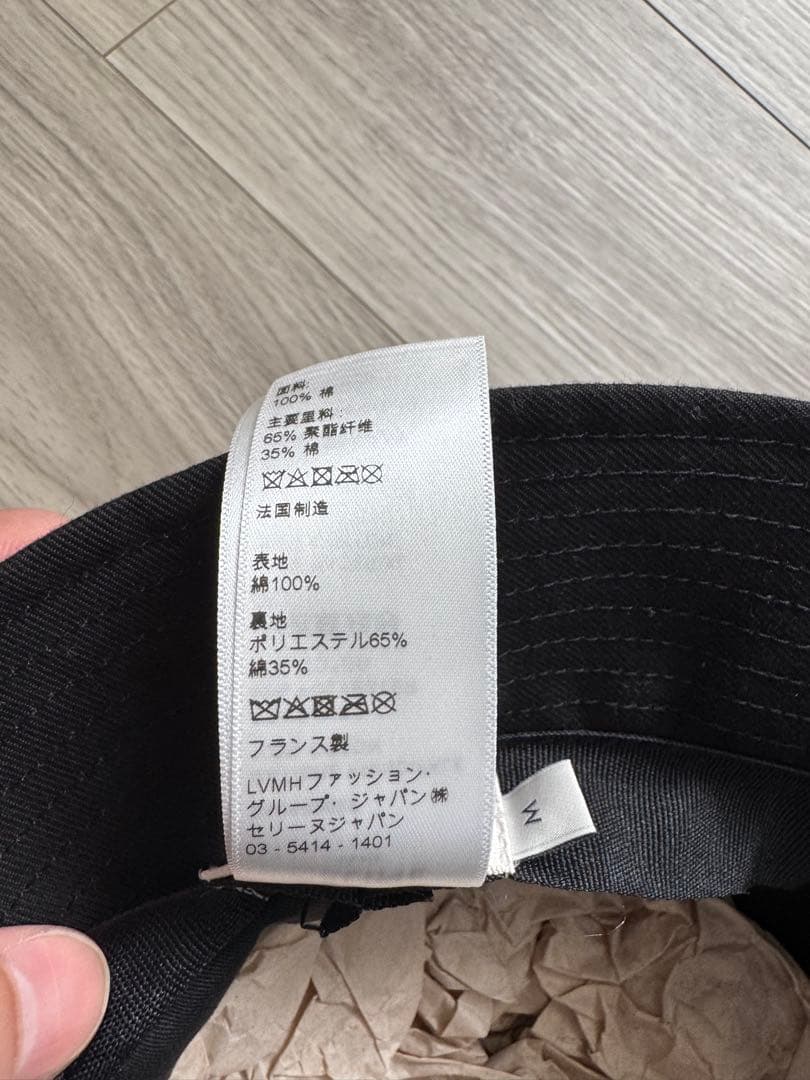 面料:
100% 棉
主要里料:
65% 聚酯纤维
35% 棉
法国制造
表地
綿100%
裏地
ポリエステル65%
綿35%
フランス製
LVMHファッション・
グループ・ジャパン㈱
セリーヌジャパン
03 - 5414 - 1401
M